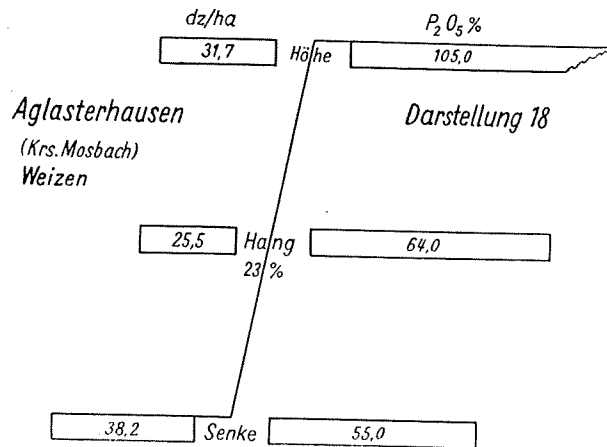 dz/ha P₂O₅%
31,7 Höhe 105,0
Aglasterhausen Darstellung 18
(Krs. Mosbach)
Weizen
25,5 Hang 64,0
23 %
38,2 Senke 55,0